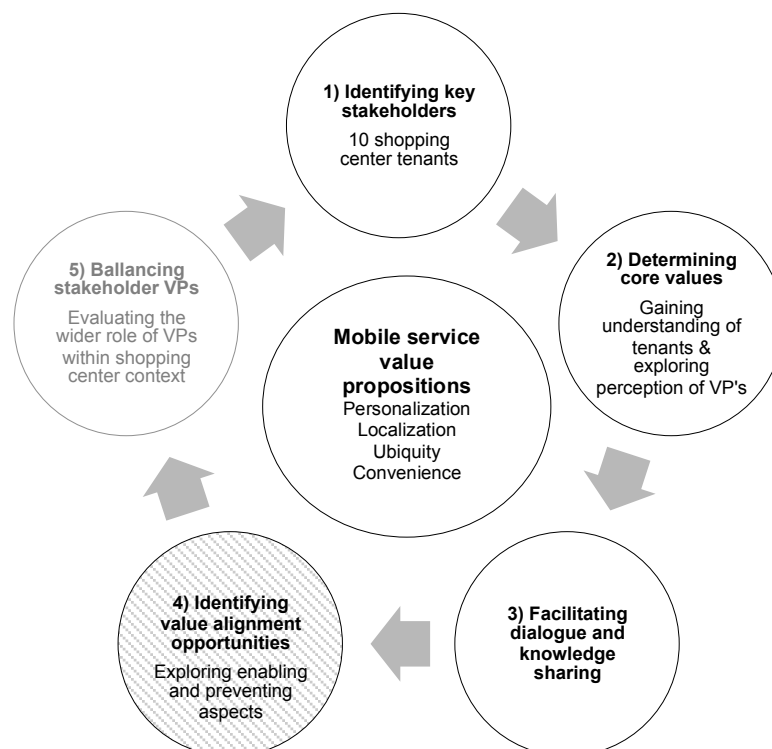 1) Identifying key
stakeholders
10 shopping
center tenants
2) Determining
core values
Gaining
understanding of
tenants &
exploring
perception of VP's
3) Facilitating
dialogue and
knowledge
sharing
4) Identifying
value alignment
opportunities
Exploring enabling
and preventing
aspects
5) Ballancing
stakeholder VPs
Evaluating the
wider role of VPs
within shopping
center context
Mobile service
value
propositions
Personalization
Localization
Ubiquity
Convenience